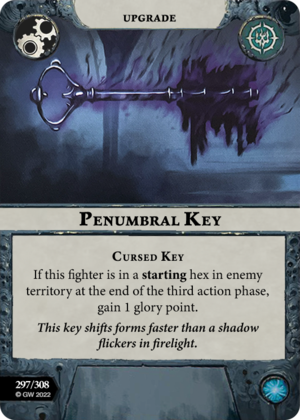 UPGRADE
PENUMBRAL KEY
CURSED KEY
If this fighter is in a starting hex in enemy
territory at the end of the third action phase,
gain 1 glory point.
This key shifts forms faster than a shadow
flickers in firelight.
297/308
© GW 2022